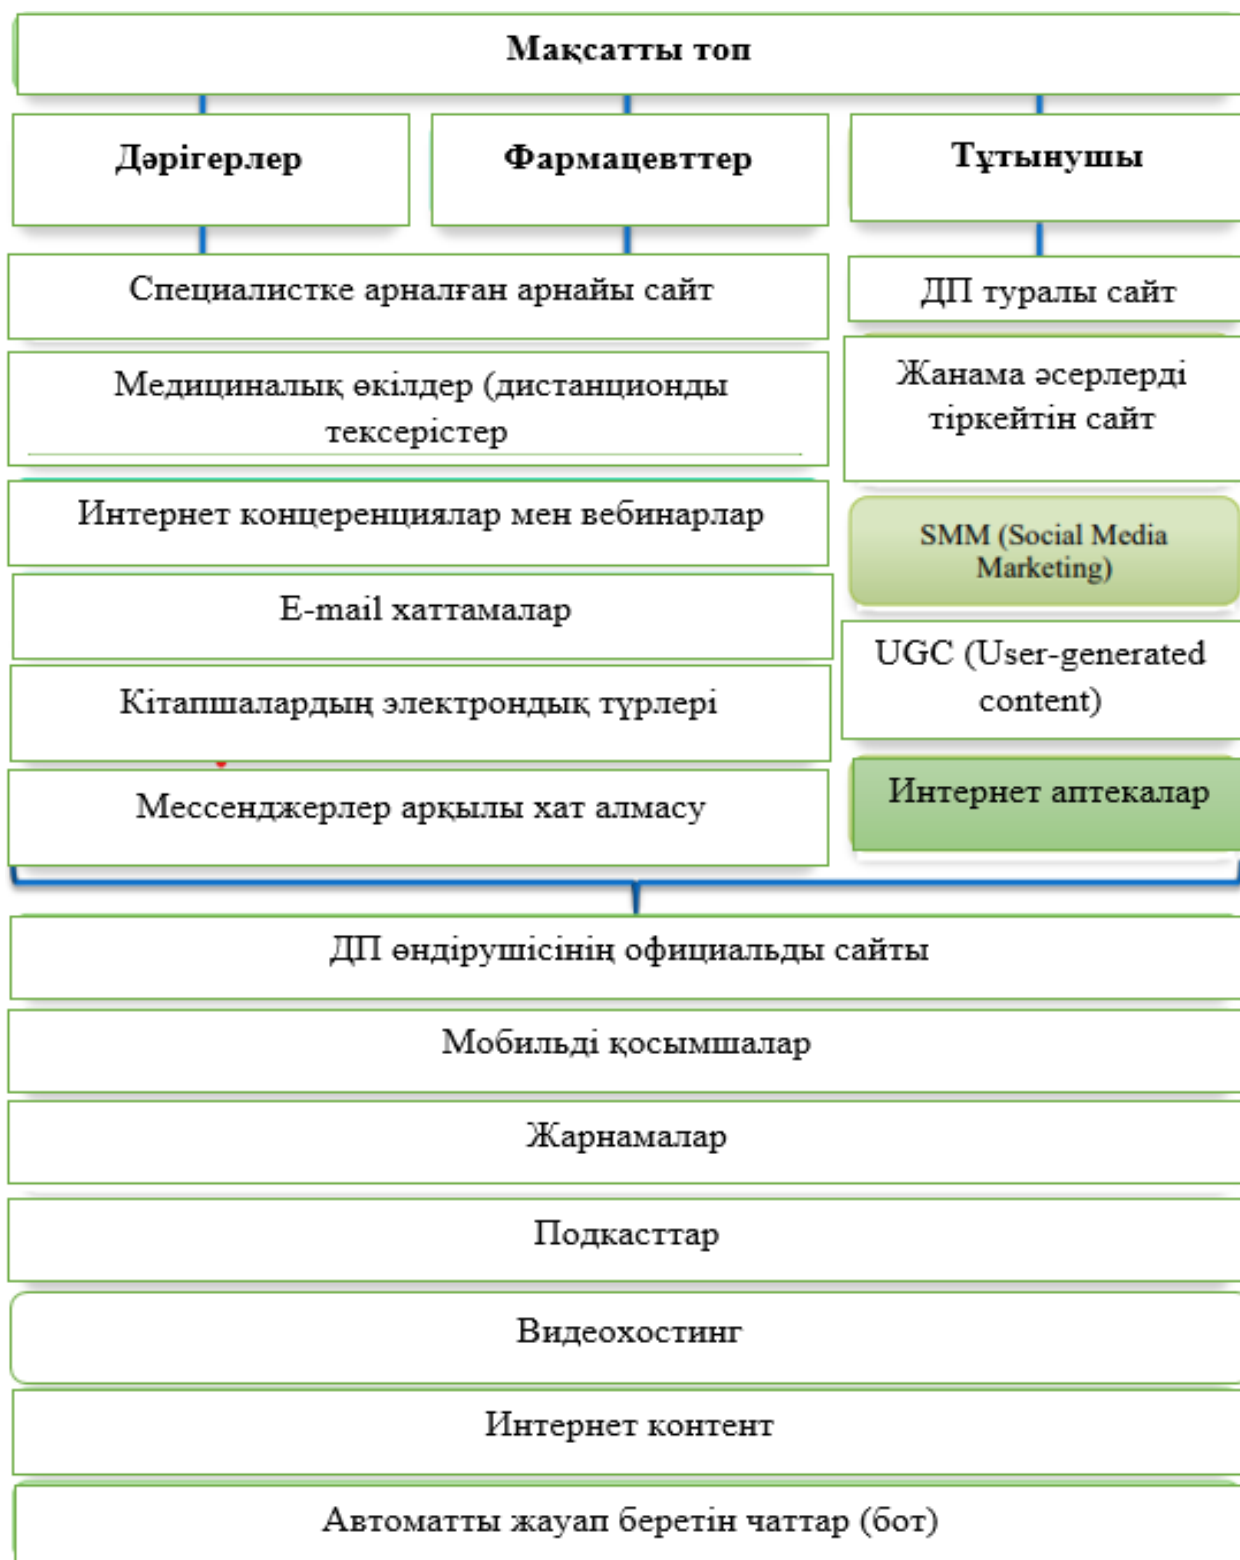 Мақсатты топ
Дәрігерлер
Фармацевттер
Тұтынушы
Специалистке арналған арнайы сайт
Медициналық өкілдер (дистанционды
тексерістер
Интернет концеренциялар мен вебинарлар
E-mail хаттамалар
Кітапшалардың электрондық түрлері
Мессенджерлер арқылы хат алмасу
ДП туралы сайт
Жанама әсерлерді
тіркейтін сайт
SMM (Social Media
Marketing)
UGC (User-generated
content)
Интернет аптекалар
ДП өндірушісінің официальды сайты
Мобильді қосымшалар
Жарнамалар
Подкасттар
Видеохостинг
Интернет контент
Автоматты жауап беретін чаттар (бот)